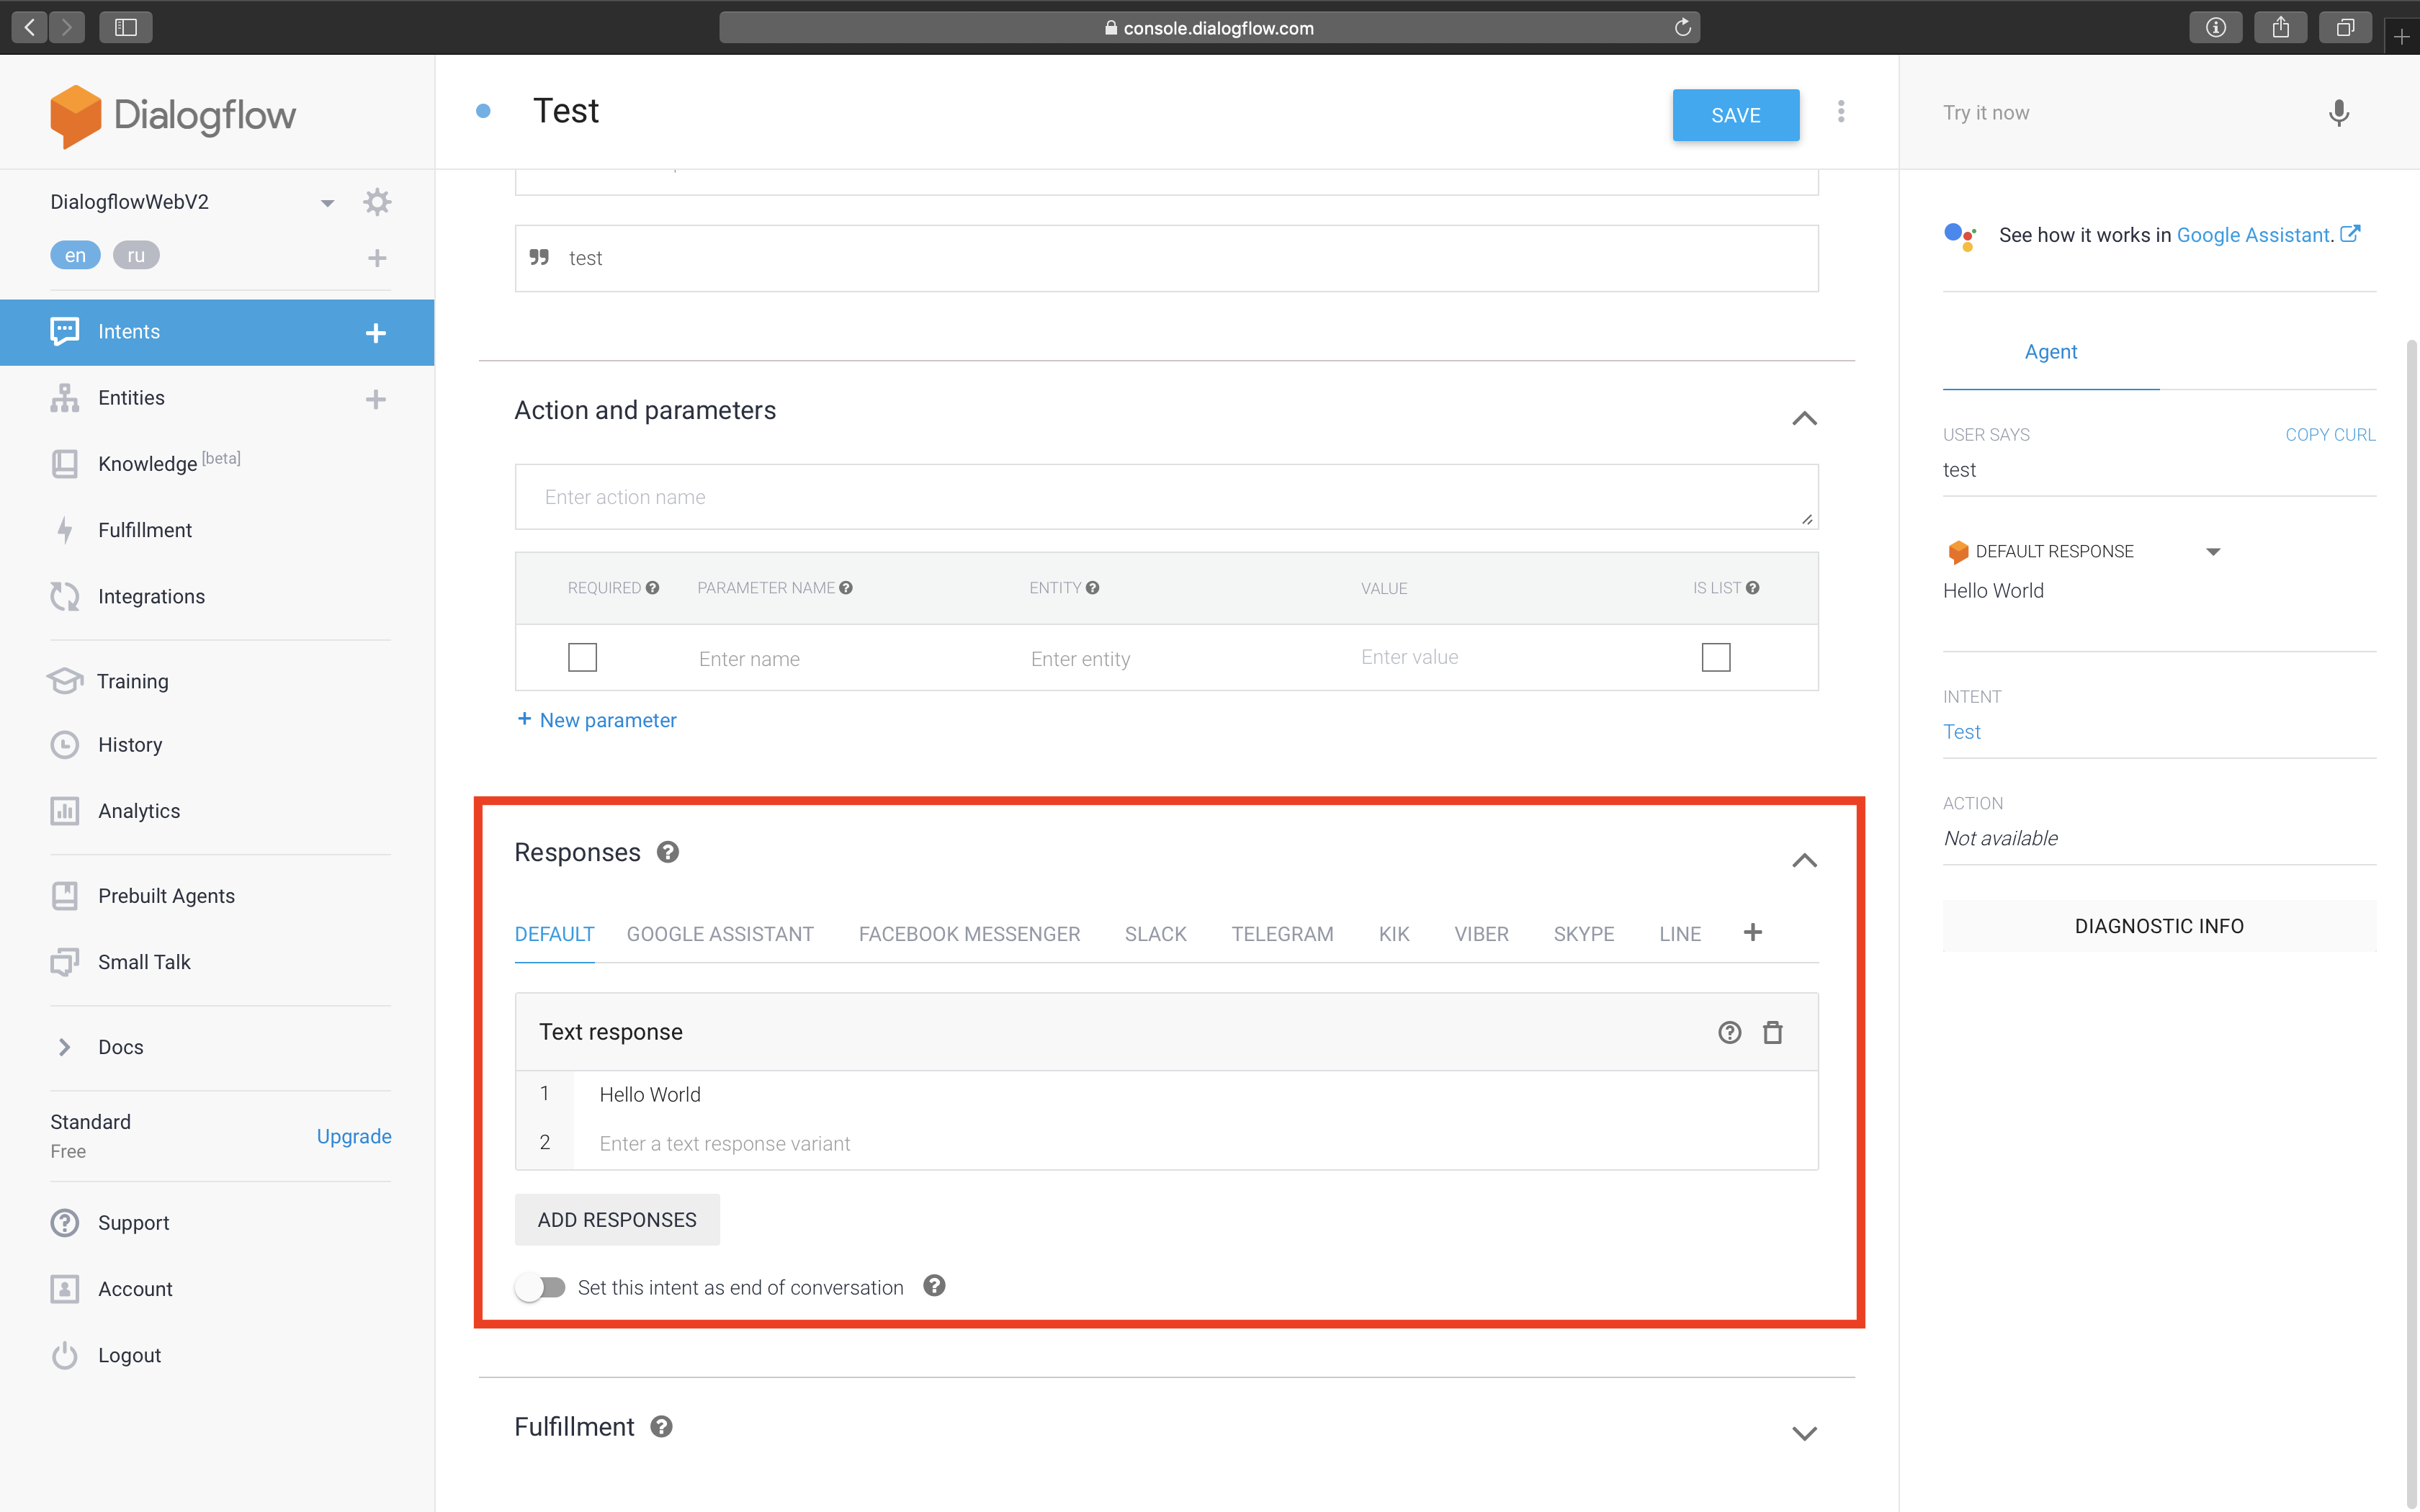 console.dialogflow.com
Dialogflow
DialogflowWebV2
en ru
Intents
Entities
Knowledge [beta]
Fulfillment
Integrations
Training
History
Analytics
Prebuilt Agents
Small Talk
Docs
Standard
Free
Upgrade
Support
Account
Logout
Test
SAVE
test
Action and parameters
Enter action name
REQUIRED PARAMETER NAME ENTITY VALUE IS LIST
Enter name Enter entity Enter value
+ New parameter
Responses
DEFAULT GOOGLE ASSISTANT FACEBOOK MESSENGER SLACK TELEGRAM KIK VIBER SKYPE LINE
Text response
1 Hello World
2 Enter a text response variant
ADD RESPONSES
Set this intent as end of conversation
Fulfillment
Try it now
See how it works in Google Assistant.
Agent
USER SAYS COPY CURL
test
DEFAULT RESPONSE
Hello World
INTENT
Test
ACTION
Not available
DIAGNOSTIC INFO